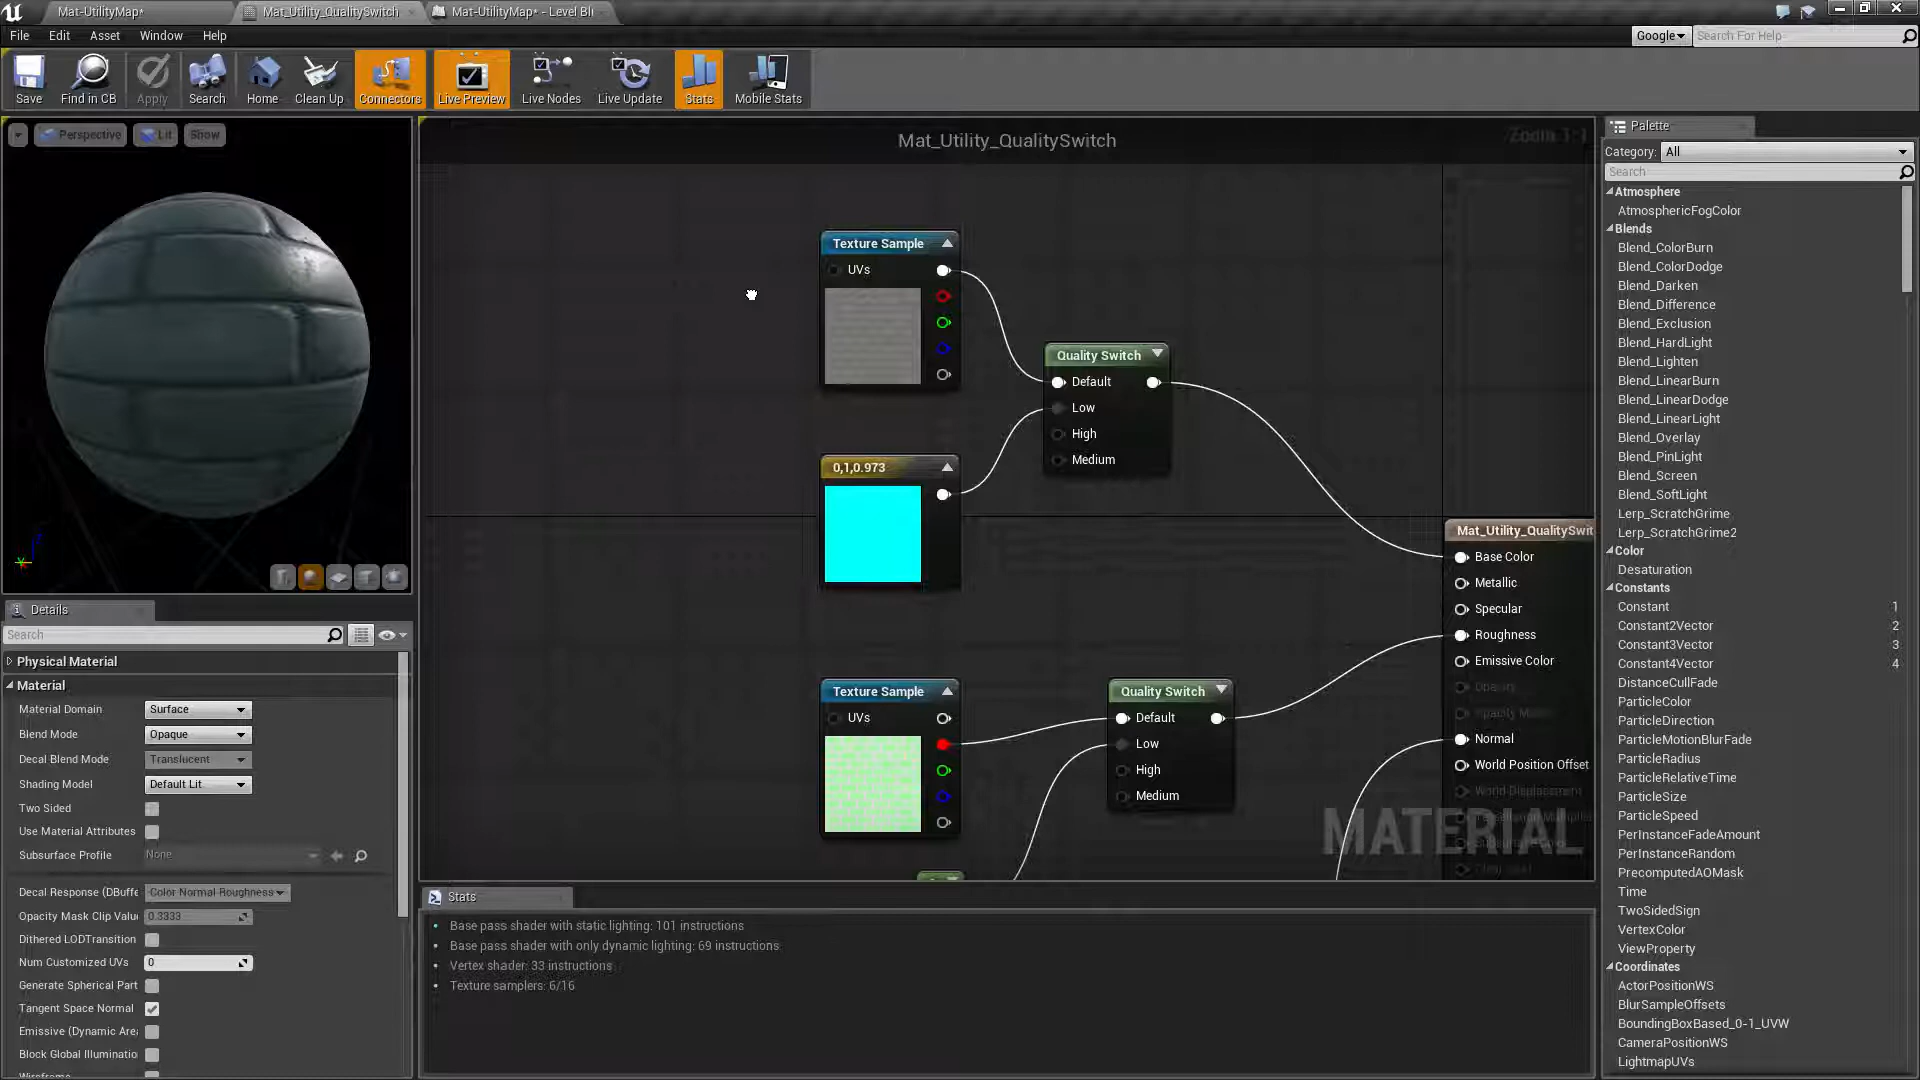 Mat-UtilityMap*
Mat_Utility_QualitySwitch
Mat-UtilityMap* - Level Bl
File Edit Asset Window Help
Google
Search For Help
Save
Find in CB
Apply
Search
Home
Clean Up
Connectors
Live Preview
Live Nodes
Live Update
Stats
Mobile Stats
Perspective
Lit
Show
Mat_Utility_QualitySwitch
Zoom 1:1
Texture Sample
UVs
Quality Switch
Default
Low
High
Medium
0,1,0.973
Texture Sample
UVs
Quality Switch
Default
Low
High
Medium
Mat_Utility_QualitySwit
Base Color
Metallic
Specular
Roughness
Emissive Color
Opacity
Opacity Mask
Normal
World Position Offset
World Displacement
MATERIAL
Details
Search
Physical Material
Material
Material Domain Surface
Blend Mode Opaque
Decal Blend Mode Translucent
Shading Model Default Lit
Two Sided
Use Material Attributes
Subsurface Profile None
Decal Response (DBuffe Color Normal Roughness
Opacity Mask Clip Valu 0.3333
Dithered LODTransition
Num Customized UVs 0
Generate Spherical Part
Tangent Space Normal
Emissive (Dynamic Area
Block Global Illuminatio
Wireframe
Stats
Base pass shader with static lighting: 101 instructions
Base pass shader with only dynamic lighting: 69 instructions
Vertex shader: 33 instructions
Texture samplers: 6/16
Palette
Category: All
Search
Atmosphere
AtmosphericFogColor
Blends
Blend_ColorBurn
Blend_ColorDodge
Blend_Darken
Blend_Difference
Blend_Exclusion
Blend_HardLight
Blend_Lighten
Blend_LinearBurn
Blend_LinearDodge
Blend_LinearLight
Blend_Overlay
Blend_PinLight
Blend_Screen
Blend_SoftLight
Lerp_ScratchGrime
Lerp_ScratchGrime2
Color
Desaturation
Constants
Constant 1
Constant2Vector 2
Constant3Vector 3
Constant4Vector 4
DistanceCullFade
ParticleColor
ParticleDirection
ParticleMotionBlurFade
ParticleRadius
ParticleRelativeTime
ParticleSize
ParticleSpeed
PerInstanceFadeAmount
PerInstanceRandom
PrecomputedAOMask
Time
TwoSidedSign
VertexColor
ViewProperty
Coordinates
ActorPositionWS
BlurSampleOffsets
BoundingBoxBased_0-1_UVW
CameraPositionWS
LightmapUVs